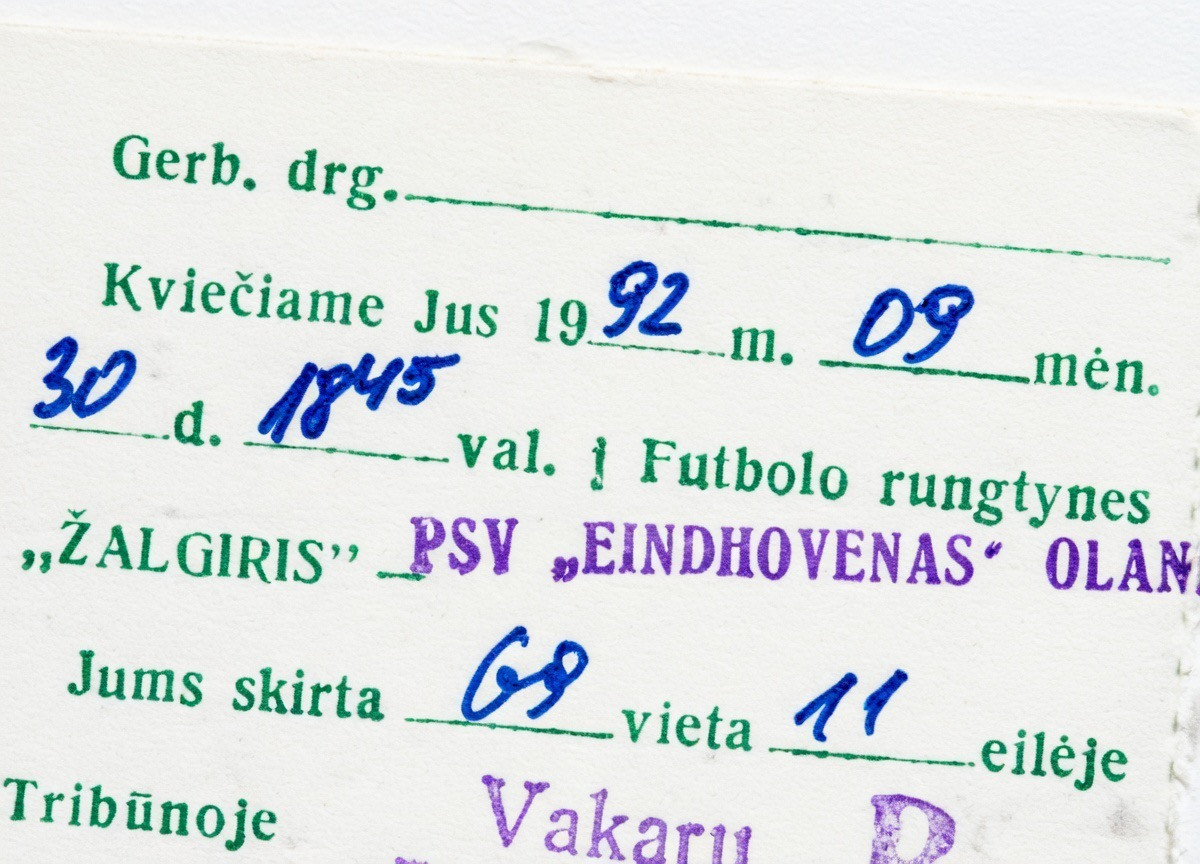 Gerb. drg.
Kviečiame Jus 1992 m. 09 mėn.
30 d. 1845 val. į Futbolo rungtynes
„ŽALGIRIS” – PSV „EINDHOVENAS“ OLAN
Jums skirta 69 vieta 11 eilėje
Tribūnoje Vakarų P